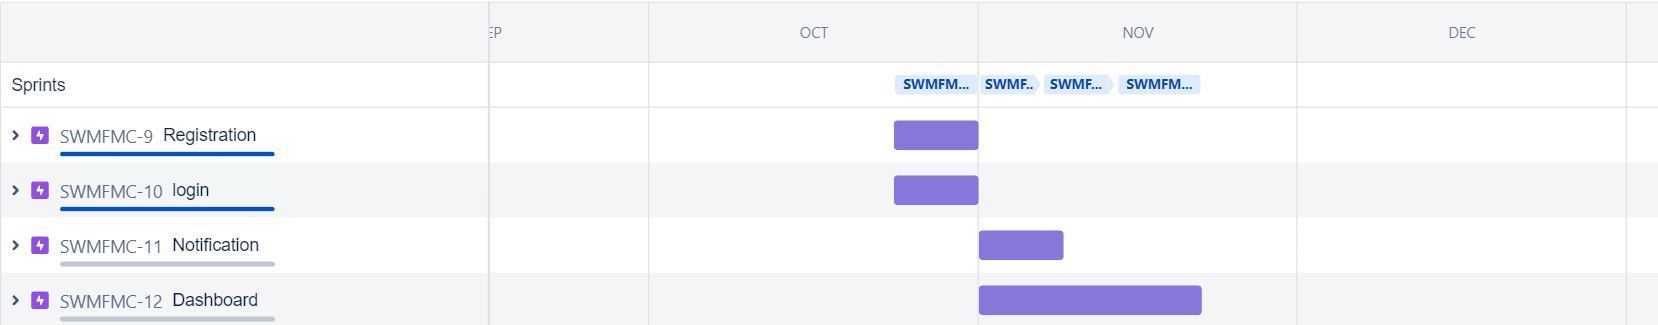 EP OCT NOV DEC
Sprints SWMFM... SWMF.. SWMF... SWMFM...
SWMFMC-9 Registration
SWMFMC-10 login
SWMFMC-11 Notification
SWMFMC-12 Dashboard